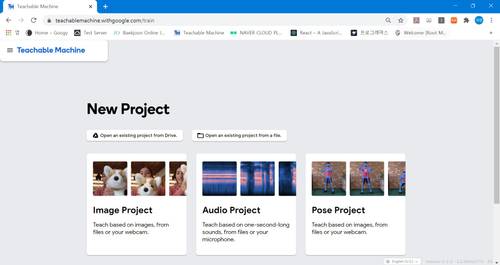 Teachable Machine
teachablemachine.withgoogle.com/train
Test Server
Baekjoon Online
Teachable Machine
NAVER CLOUD PL...
React – A JavaScri...
프로그래머스
Welcome [Root M...
Teachable Machine
New Project
Open an existing project from Drive.
Open an existing project from a file.
Image Project
Teach based on images, from
files or your webcam.
Audio Project
Teach based on one-second-long
sounds, from files or your
microphone.
Pose Project
Teach based on images, from
files or your webcam.